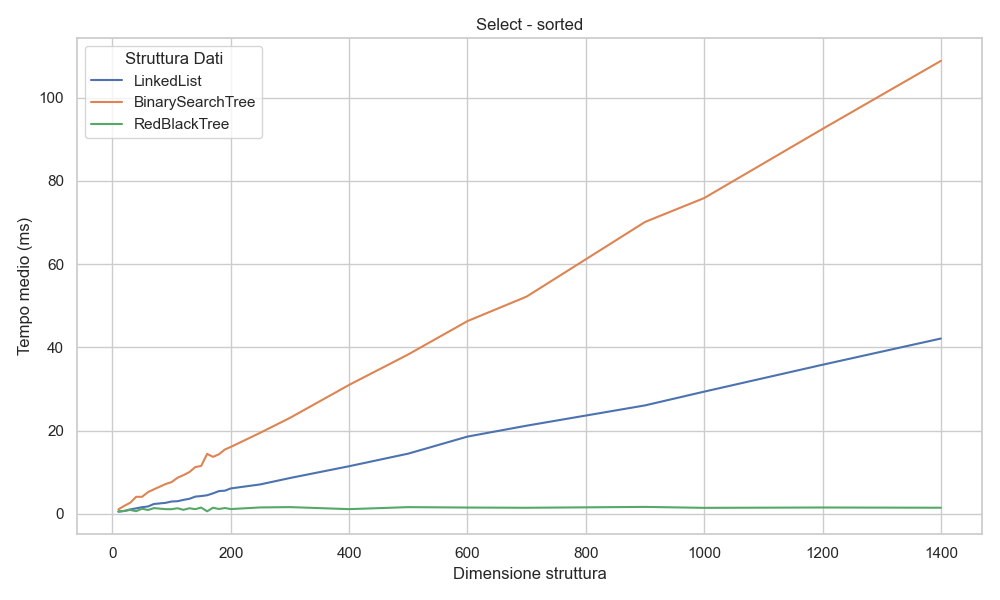 Select - sorted
Struttura Dati
LinkedList
BinarySearchTree
RedBlackTree
Tempo medio (ms)
100
80
60
40
20
0
0 200 400 600 800 1000 1200 1400
Dimensione struttura